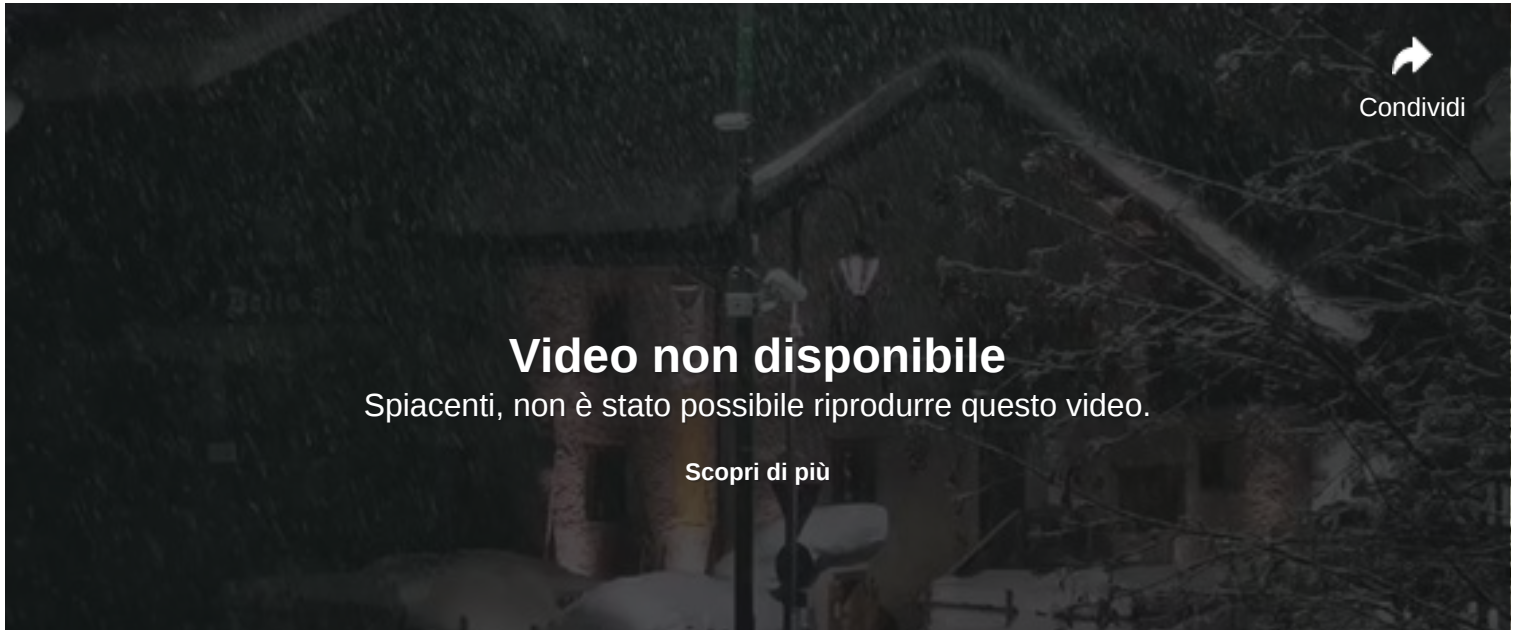 Condividi
Video non disponibile
Spiacenti, non è stato possibile riprodurre questo video.
Scopri di più